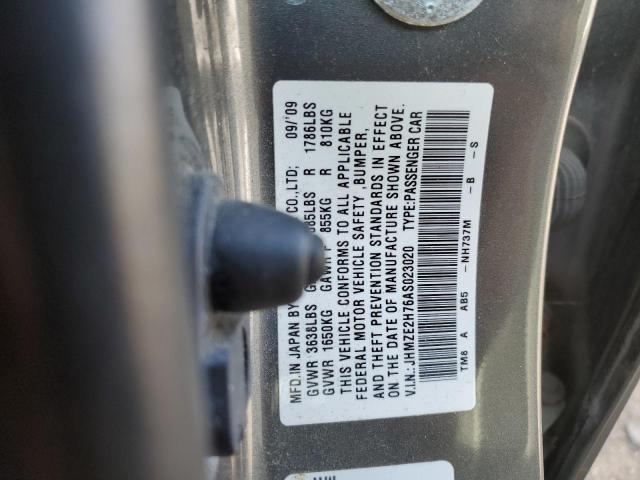 MFD.IN JAPAN BY CO.,LTD; 09/'09
GVWR 3638LBS 85LBS R 1786LBS
GVWR 1650KG GAWR F 855KG R 810KG
THIS VEHICLE CONFORMS TO ALL APPLICABLE
FEDERAL MOTOR VEHICLE SAFETY ,BUMPER,
AND THEFT PREVENTION STANDARDS IN EFFECT
ON THE DATE OF MANUFACTURE SHOWN ABOVE.
V.I.N.:JHMZE2H76AS023020 TYPE:PASSENGER CAR
TM8 A AB5 -NH737M -B -S